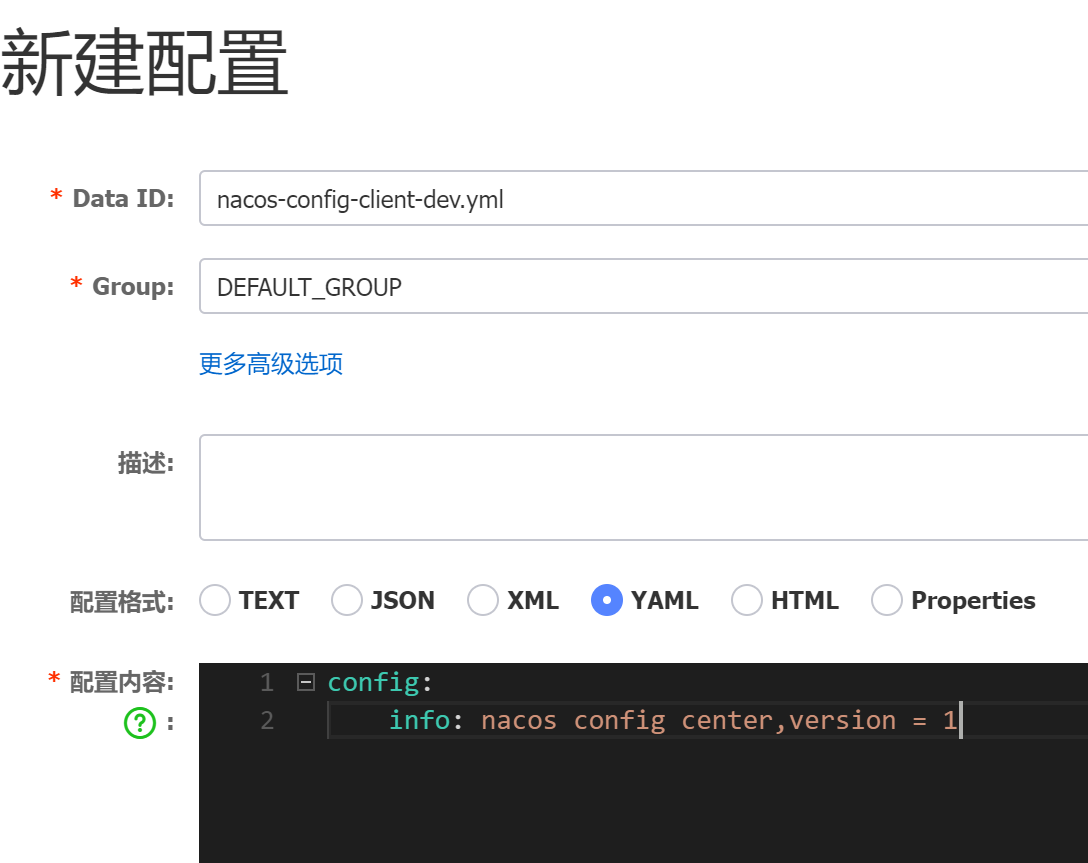 新建配置
* Data ID: nacos-config-client-dev.yml
* Group: DEFAULT_GROUP
更多高级选项
描述:
配置格式: TEXT JSON XML YAML HTML Properties
* 配置内容: 1 config:
? : 2 info: nacos config center,version = 1